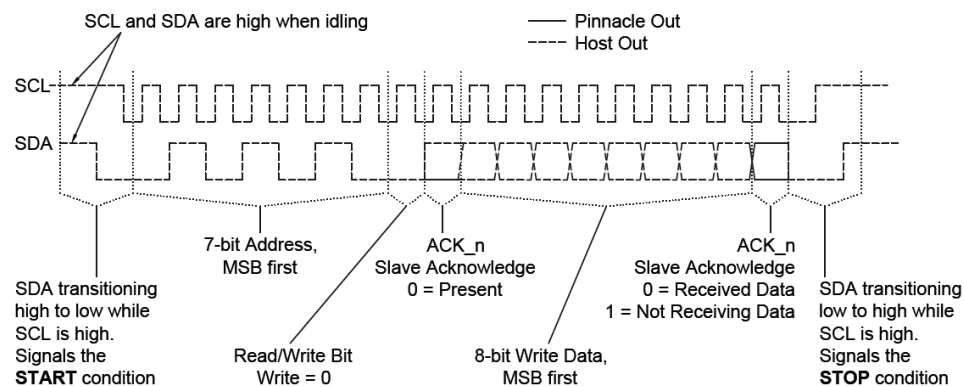 SCL and SDA are high when idling
Pinnacle Out
Host Out
SCL
SDA
7-bit Address,
MSB first
ACK_n
Slave Acknowledge
0 = Present
ACK_n
Slave Acknowledge
0 = Received Data
1 = Not Receiving Data
SDA transitioning
high to low while
SCL is high.
Signals the
START condition
Read/Write Bit
Write = 0
8-bit Write Data,
MSB first
SDA transitioning
low to high while
SCL is high.
Signals the
STOP condition